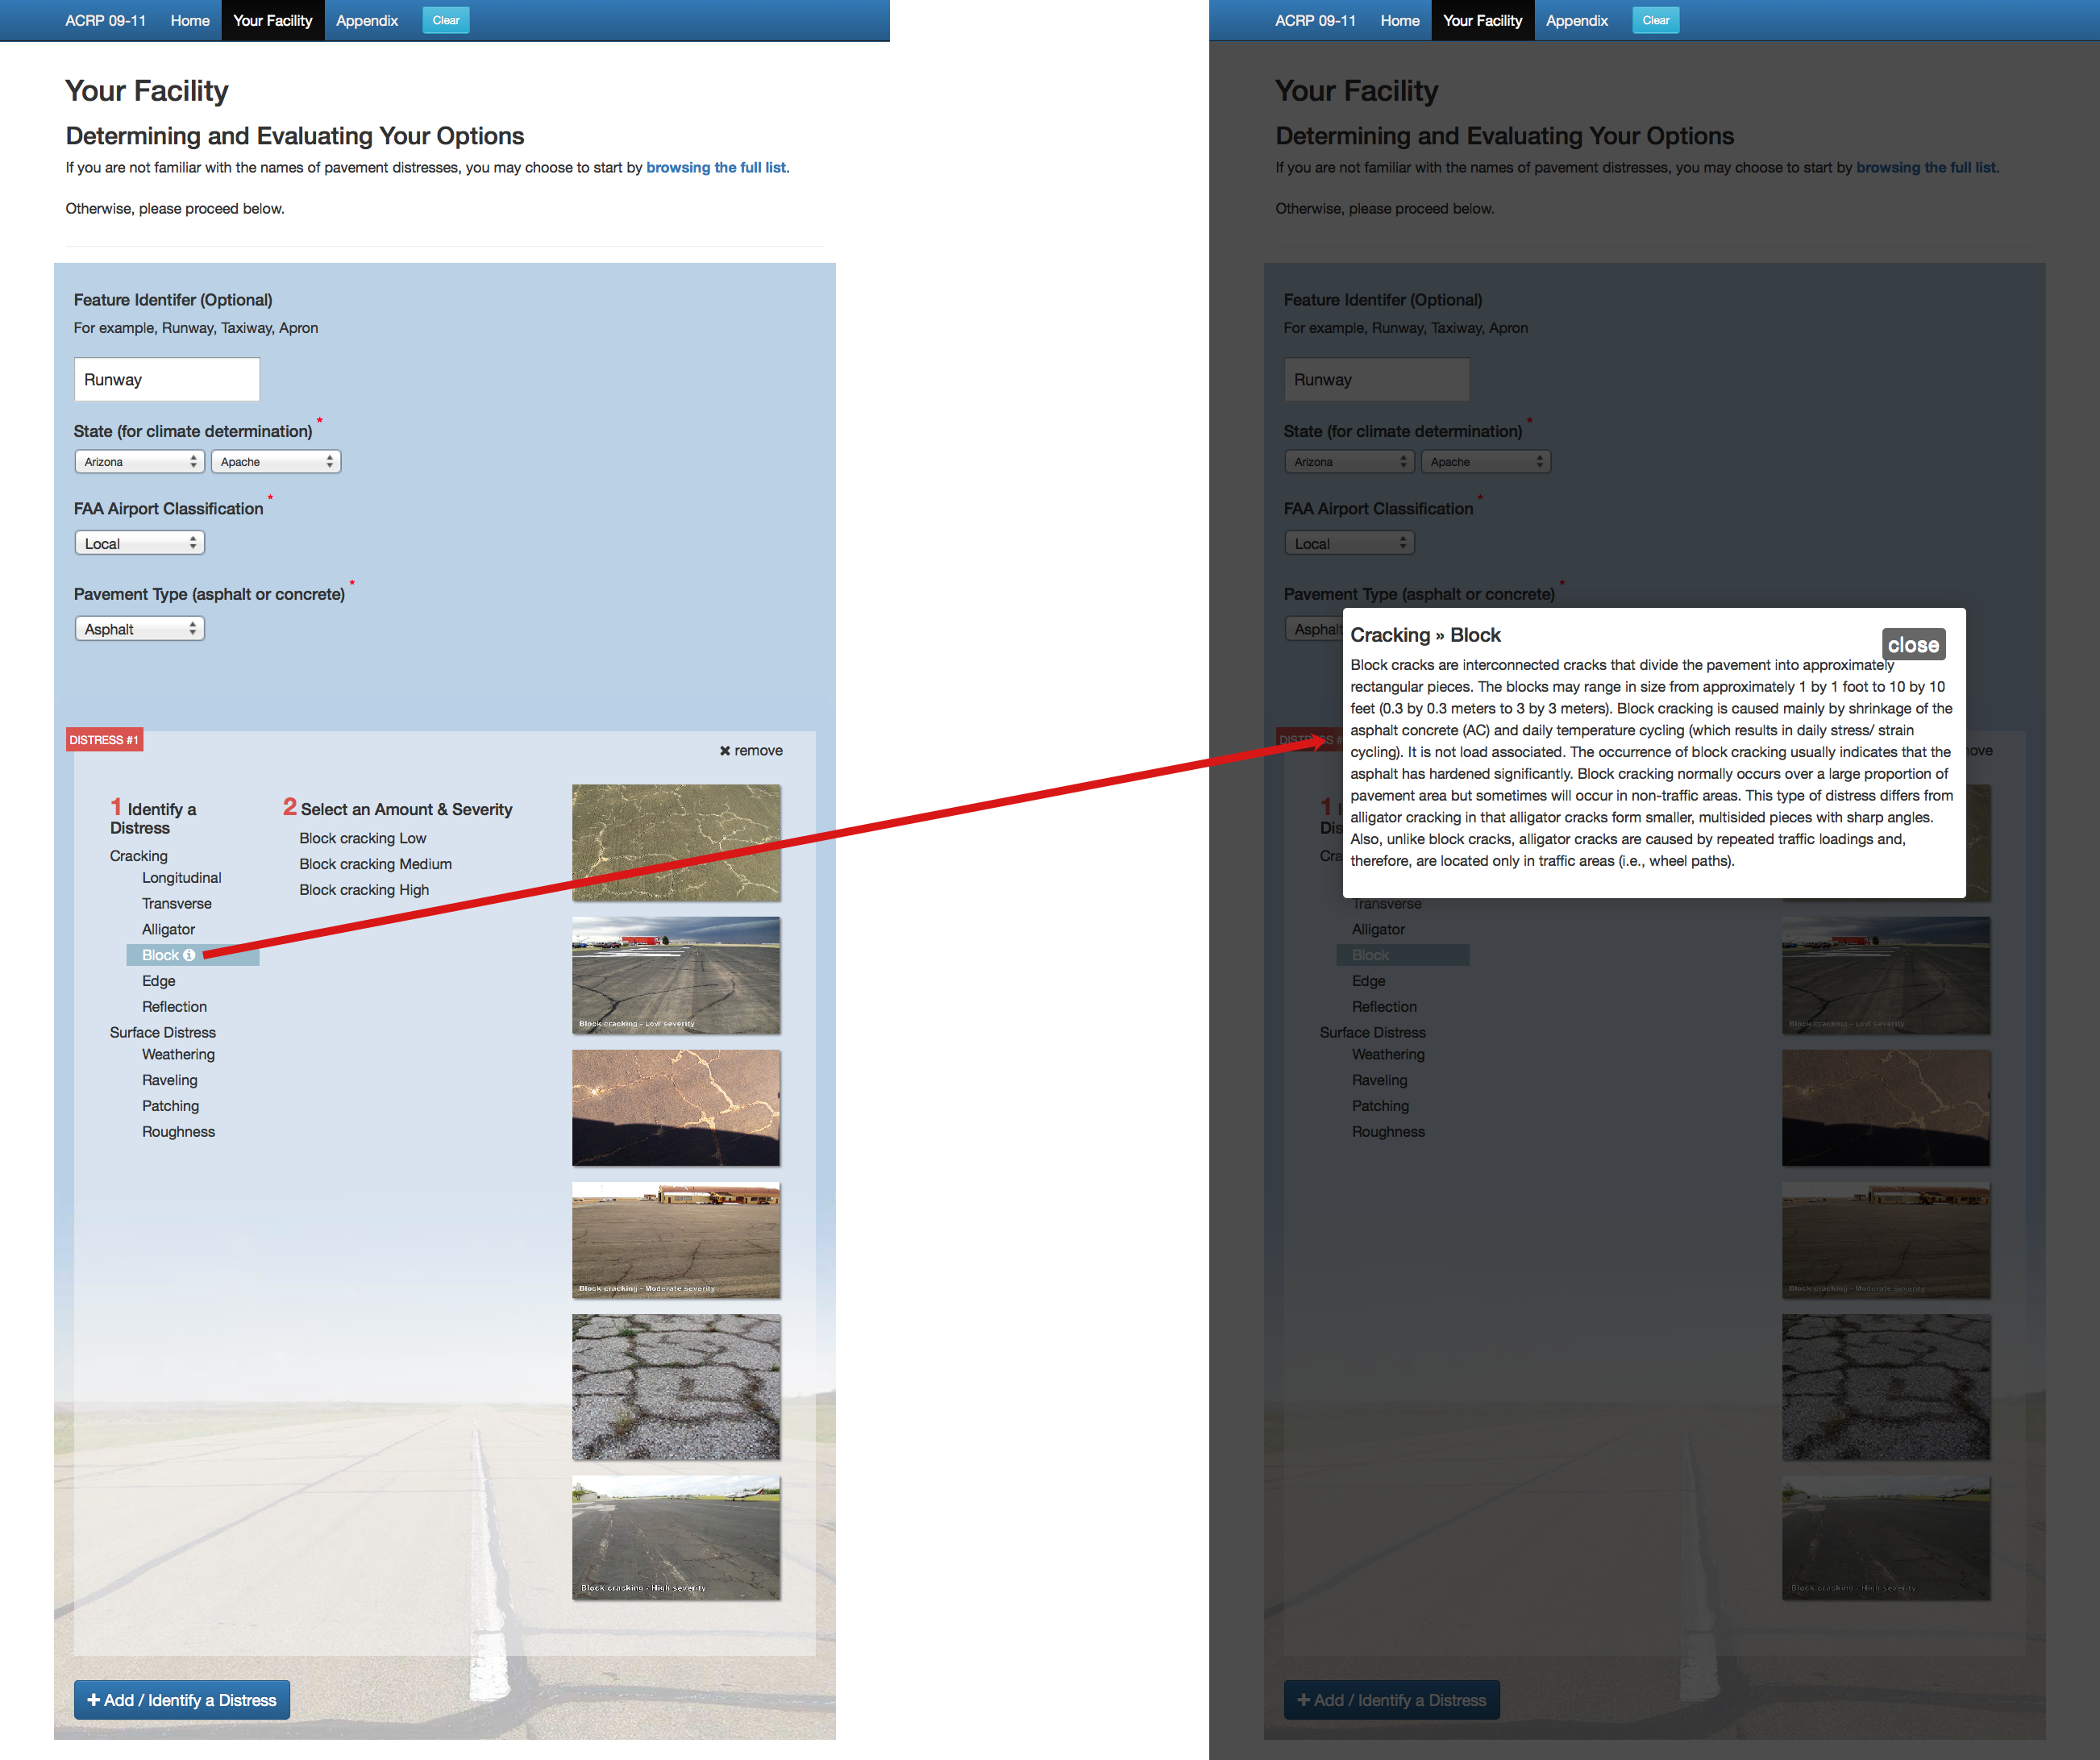 ACRP 09-11 Home Your Facility Appendix Clear
Your Facility
Determining and Evaluating Your Options
If you are not familiar with the names of pavement distresses, you may choose to start by browsing the full list.
Otherwise, please proceed below.
Feature Identifer (Optional)
For example, Runway, Taxiway, Apron
Runway
State (for climate determination) *
Arizona Apache
FAA Airport Classification *
Local
Pavement Type (asphalt or concrete) *
Asphalt
DISTRESS #1
✖ remove
1 Identify a
Distress
Cracking
Longitudinal
Transverse
Alligator
Block
Edge
Reflection
Surface Distress
Weathering
Raveling
Patching
Roughness
2 Select an Amount & Severity
Block cracking Low
Block cracking Medium
Block cracking High
Block cracking - Low severity
Block cracking - Moderate severity
Block cracking - High severity
+ Add / Identify a Distress
ACRP 09-11 Home Your Facility Appendix Clear
Your Facility
Determining and Evaluating Your Options
If you are not familiar with the names of pavement distresses, you may choose to start by browsing the full list.
Otherwise, please proceed below.
Feature Identifer (Optional)
For example, Runway, Taxiway, Apron
Runway
State (for climate determination) *
Arizona Apache
FAA Airport Classification *
Local
Pavement Type (asphalt or concrete) *
Asphalt
Cracking » Block
close
Block cracks are interconnected cracks that divide the pavement into approximately
rectangular pieces. The blocks may range in size from approximately 1 by 1 foot to 10 by 10
feet (0.3 by 0.3 meters to 3 by 3 meters). Block cracking is caused mainly by shrinkage of the
asphalt concrete (AC) and daily temperature cycling (which results in daily stress/ strain
cycling). It is not load associated. The occurrence of block cracking usually indicates that the
asphalt has hardened significantly. Block cracking normally occurs over a large proportion of
pavement area but sometimes will occur in non-traffic areas. This type of distress differs from
alligator cracking in that alligator cracks form smaller, multisided pieces with sharp angles.
Also, unlike block cracks, alligator cracks are caused by repeated traffic loadings and,
therefore, are located only in traffic areas (i.e., wheel paths).
1
Transverse
Alligator
Block
Edge
Reflection
Surface Distress
Weathering
Raveling
Patching
Roughness
Block cracking - Low severity
Block cracking - Moderate severity
Block cracking - High severity
+ Add / Identify a Distress